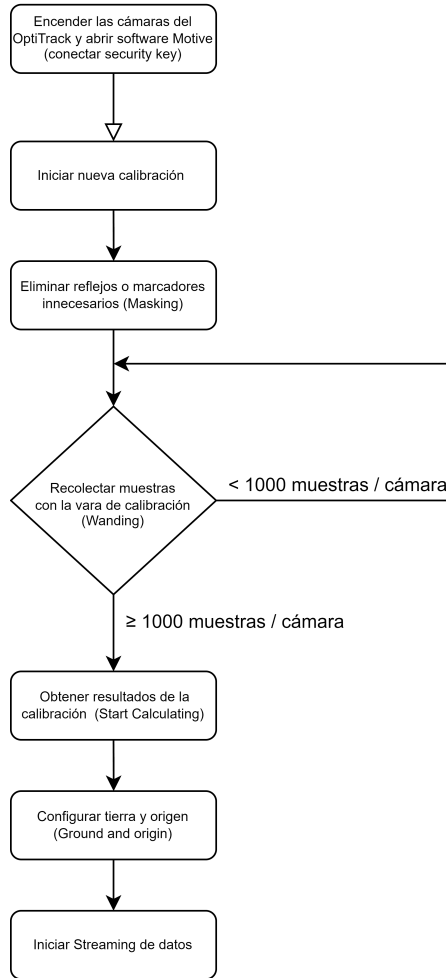 Encender las cámaras del
OptiTrack y abrir software Motive
(conectar security key)
Iniciar nueva calibración
Eliminar reflejos o marcadores
innecesarios (Masking)
Recolectar muestras
con la vara de calibración
(Wanding)
< 1000 muestras / cámara
≥ 1000 muestras / cámara
Obtener resultados de la
calibración (Start Calculating)
Configurar tierra y origen
(Ground and origin)
Iniciar Streaming de datos